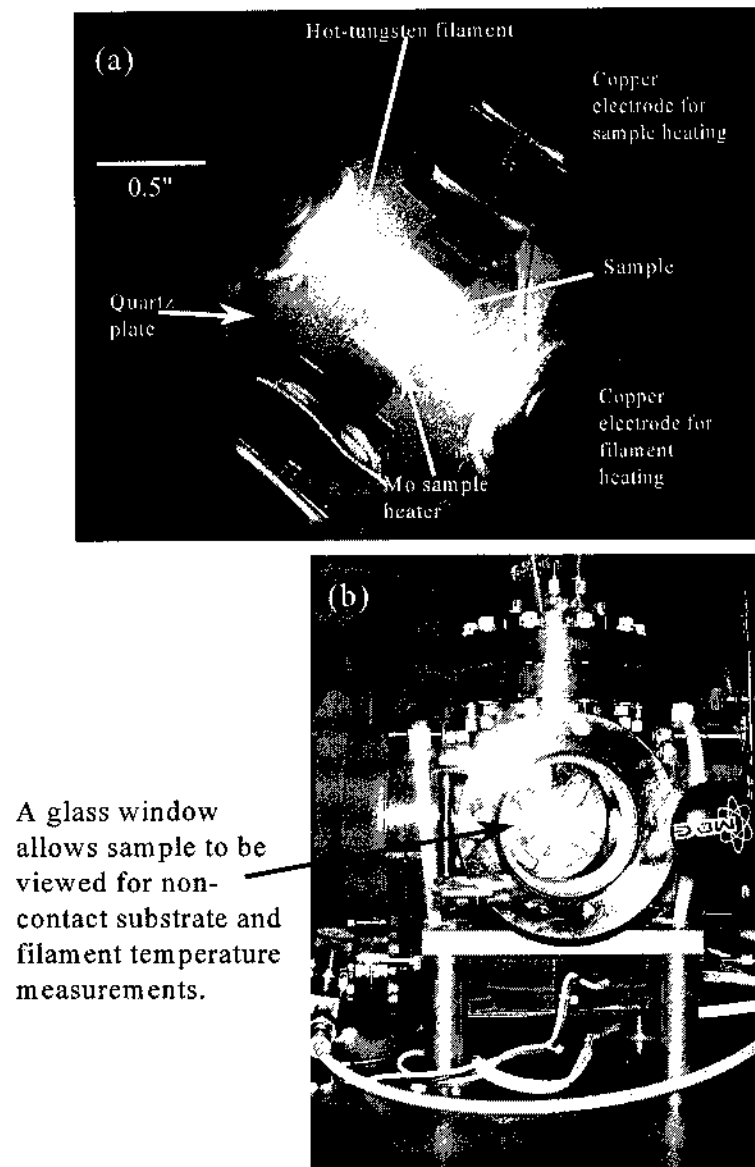 Hot-tungsten filament
(a)
Copper
electrode for
sample heating
0.5"
Sample
Quartz
plate
Copper
electrode for
filament
heating
Mo sample
heater
(b)
MDC
A glass window
allows sample to be
viewed for non-
contact substrate and
filament temperature
measurements.